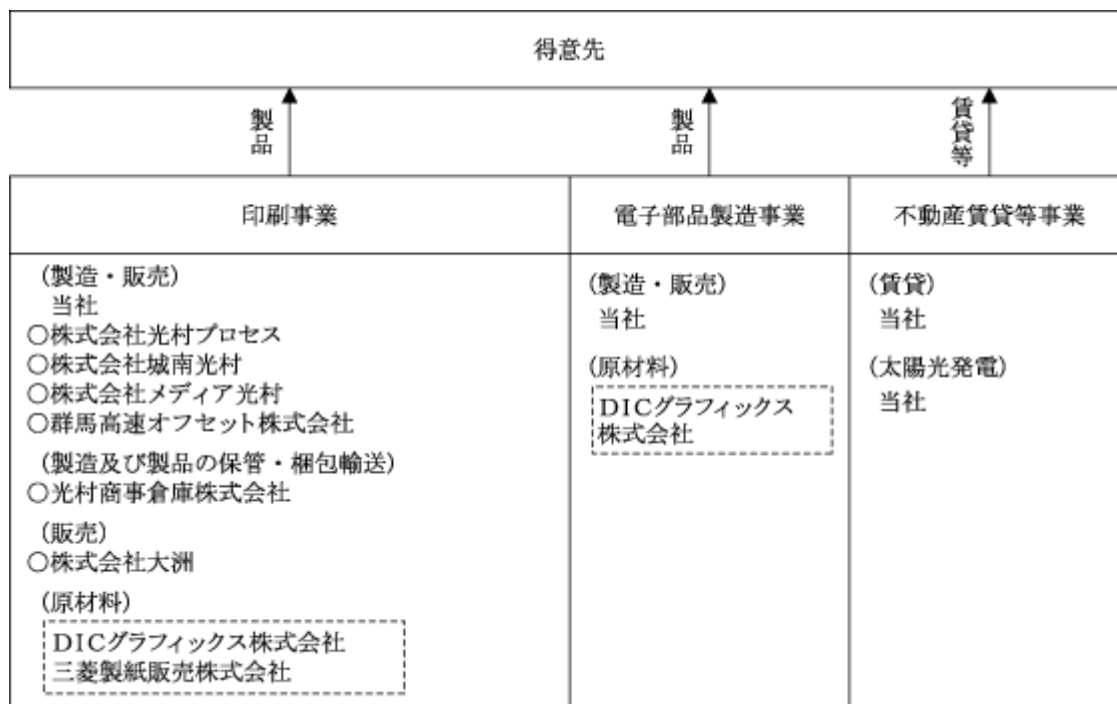 得意先
製品
製品
賃貸等
印刷事業
電子部品製造事業
不動産賃貸等事業
(製造・販売)
当社
○株式会社光村プロセス
○株式会社城南光村
○株式会社メディア光村
○群馬高速オフセット株式会社
(製造及び製品の保管・梱包輸送)
○光村商事倉庫株式会社
(販売)
○株式会社大洲
(原材料)
DICグラフィックス株式会社
三菱製紙販売株式会社
(製造・販売)
当社
(原材料)
DICグラフィックス
株式会社
(賃貸)
当社
(太陽光発電)
当社